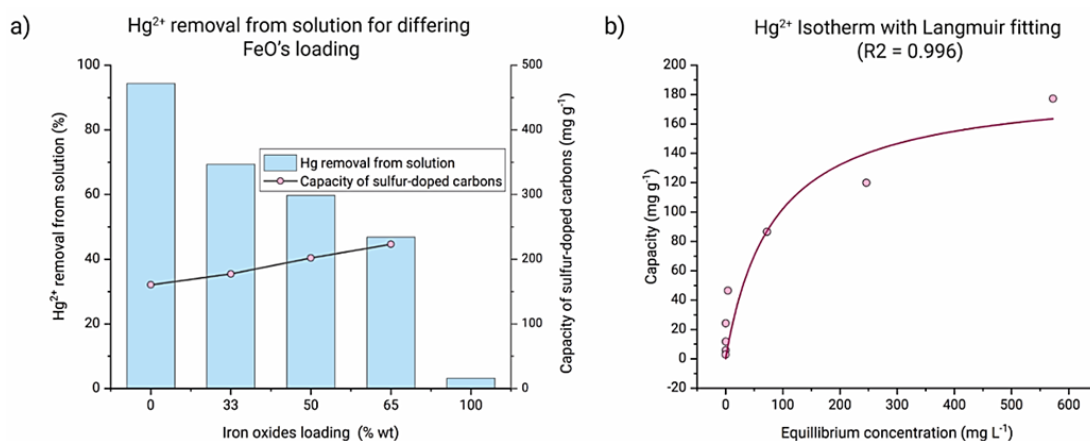 a)
Hg²⁺ removal from solution for differing
FeO's loading
Hg²⁺ removal from solution (%)
100
80
60
40
20
0
Hg removal from solution
Capacity of sulfur-doped carbons
500
400
300
200
100
0
Capacity of sulfur-doped carbons (mg g⁻¹)
0 33 50 65 100
Iron oxides loading (% wt)
b)
Hg²⁺ Isotherm with Langmuir fitting
(R2 = 0.996)
Capacity (mg g⁻¹)
200
180
160
140
120
100
80
60
40
20
0
-20
0 100 200 300 400 500 600
Equillibrium concentration (mg L⁻¹)